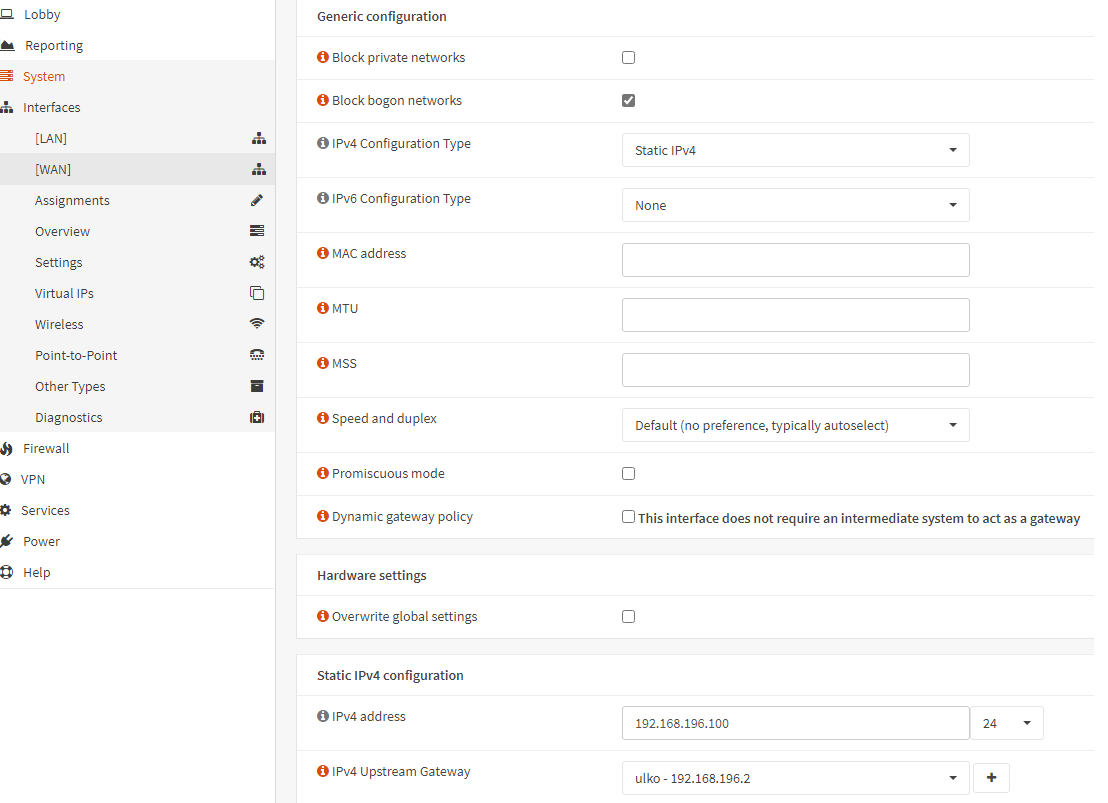 Lobby
Reporting
System
Interfaces
[LAN]
[WAN]
Assignments
Overview
Settings
Virtual IPs
Wireless
Point-to-Point
Other Types
Diagnostics
Firewall
VPN
Services
Power
Help
Generic configuration
Block private networks
Block bogon networks
IPv4 Configuration Type
Static IPv4
IPv6 Configuration Type
None
MAC address
MTU
MSS
Speed and duplex
Default (no preference, typically autoselect)
Promiscuous mode
Dynamic gateway policy
This interface does not require an intermediate system to act as a gateway
Hardware settings
Overwrite global settings
Static IPv4 configuration
IPv4 address
192.168.196.100
24
IPv4 Upstream Gateway
ulko - 192.168.196.2